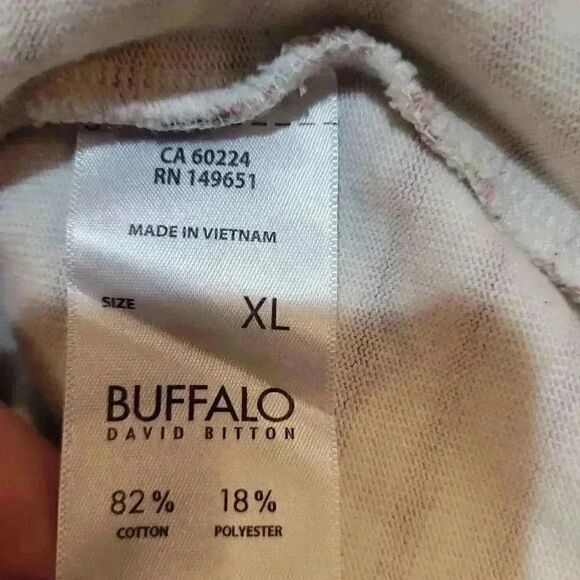 CA 60224
RN 149651
MADE IN VIETNAM
SIZE XL
BUFFALO
DAVID BITTON
82% 18%
COTTON POLYESTER